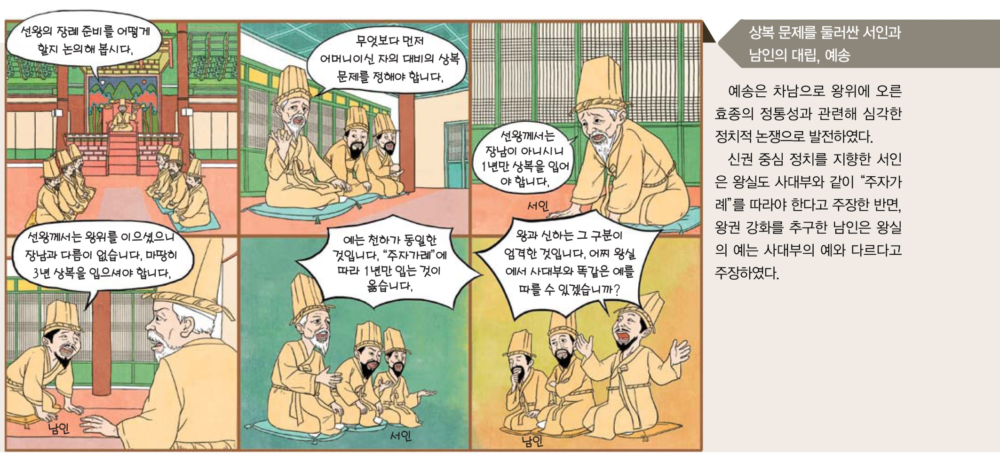 선왕의 장례 준비를 어떻게
할지 논의해 봅시다.
무엇보다 먼저
어머니이신 자의 대비의 상복
문제를 정해야 합니다.
선왕께서는
장남이 아니시니
1년만 상복을 입어
야 합니다.
서인
선왕께서는 왕위를 이으셨으니
장남과 다름이 없습니다. 마땅히
3년 상복을 입으셔야 합니다.
남인
예는 천하가 동일한
것입니다. “주자가례”에
따라 1년만 입는 것이
옳습니다.
서인
왕과 신하는 그 구분이
엄격한 것입니다. 어찌 왕실
에서 사대부와 똑같은 예를
따를 수 있겠습니까?
남인
상복 문제를 둘러싼 서인과
남인의 대립, 예송
예송은 차남으로 왕위에 오른
효종의 정통성과 관련해 심각한
정치적 논쟁으로 발전하였다.
신권 중심 정치를 지향한 서인
은 왕실도 사대부와 같이 “주자가
례”를 따라야 한다고 주장한 반면,
왕권 강화를 추구한 남인은 왕실
의 예는 사대부의 예와 다르다고
주장하였다.